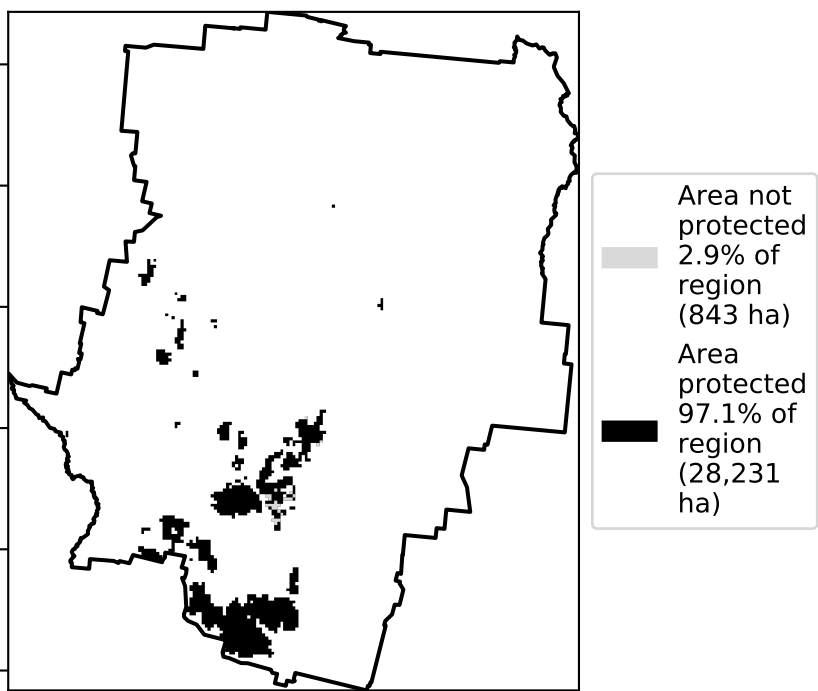 Area not
protected
2.9% of
region
(843 ha)
Area
protected
97.1% of
region
(28,231
ha)